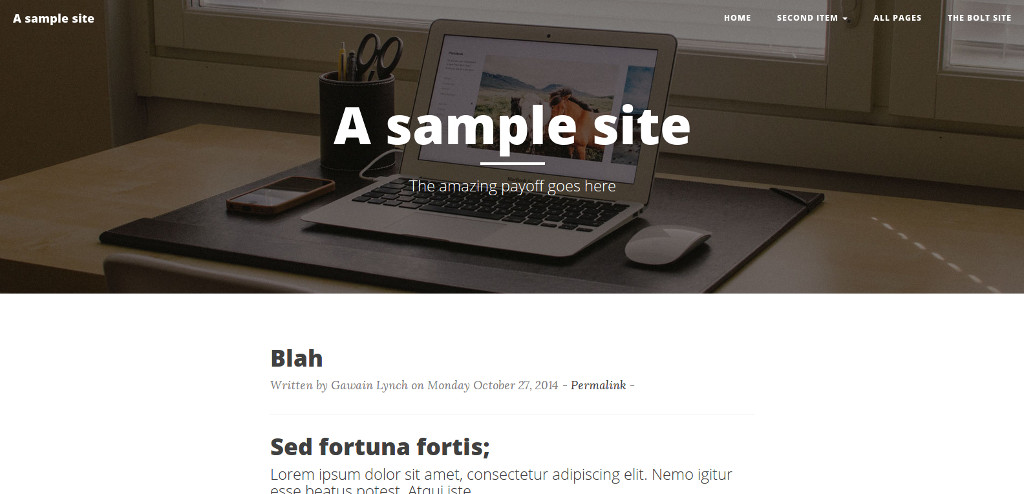 A sample site
HOME SECOND ITEM ALL PAGES THE BOLT SITE
A sample site
The amazing payoff goes here
Blah
Written by Gawain Lynch on Monday October 27, 2014 - Permalink -
Sed fortuna fortis;
Lorem ipsum dolor sit amet, consectetur adipiscing elit. Nemo igitur
esse beatus potest. Atqui iste